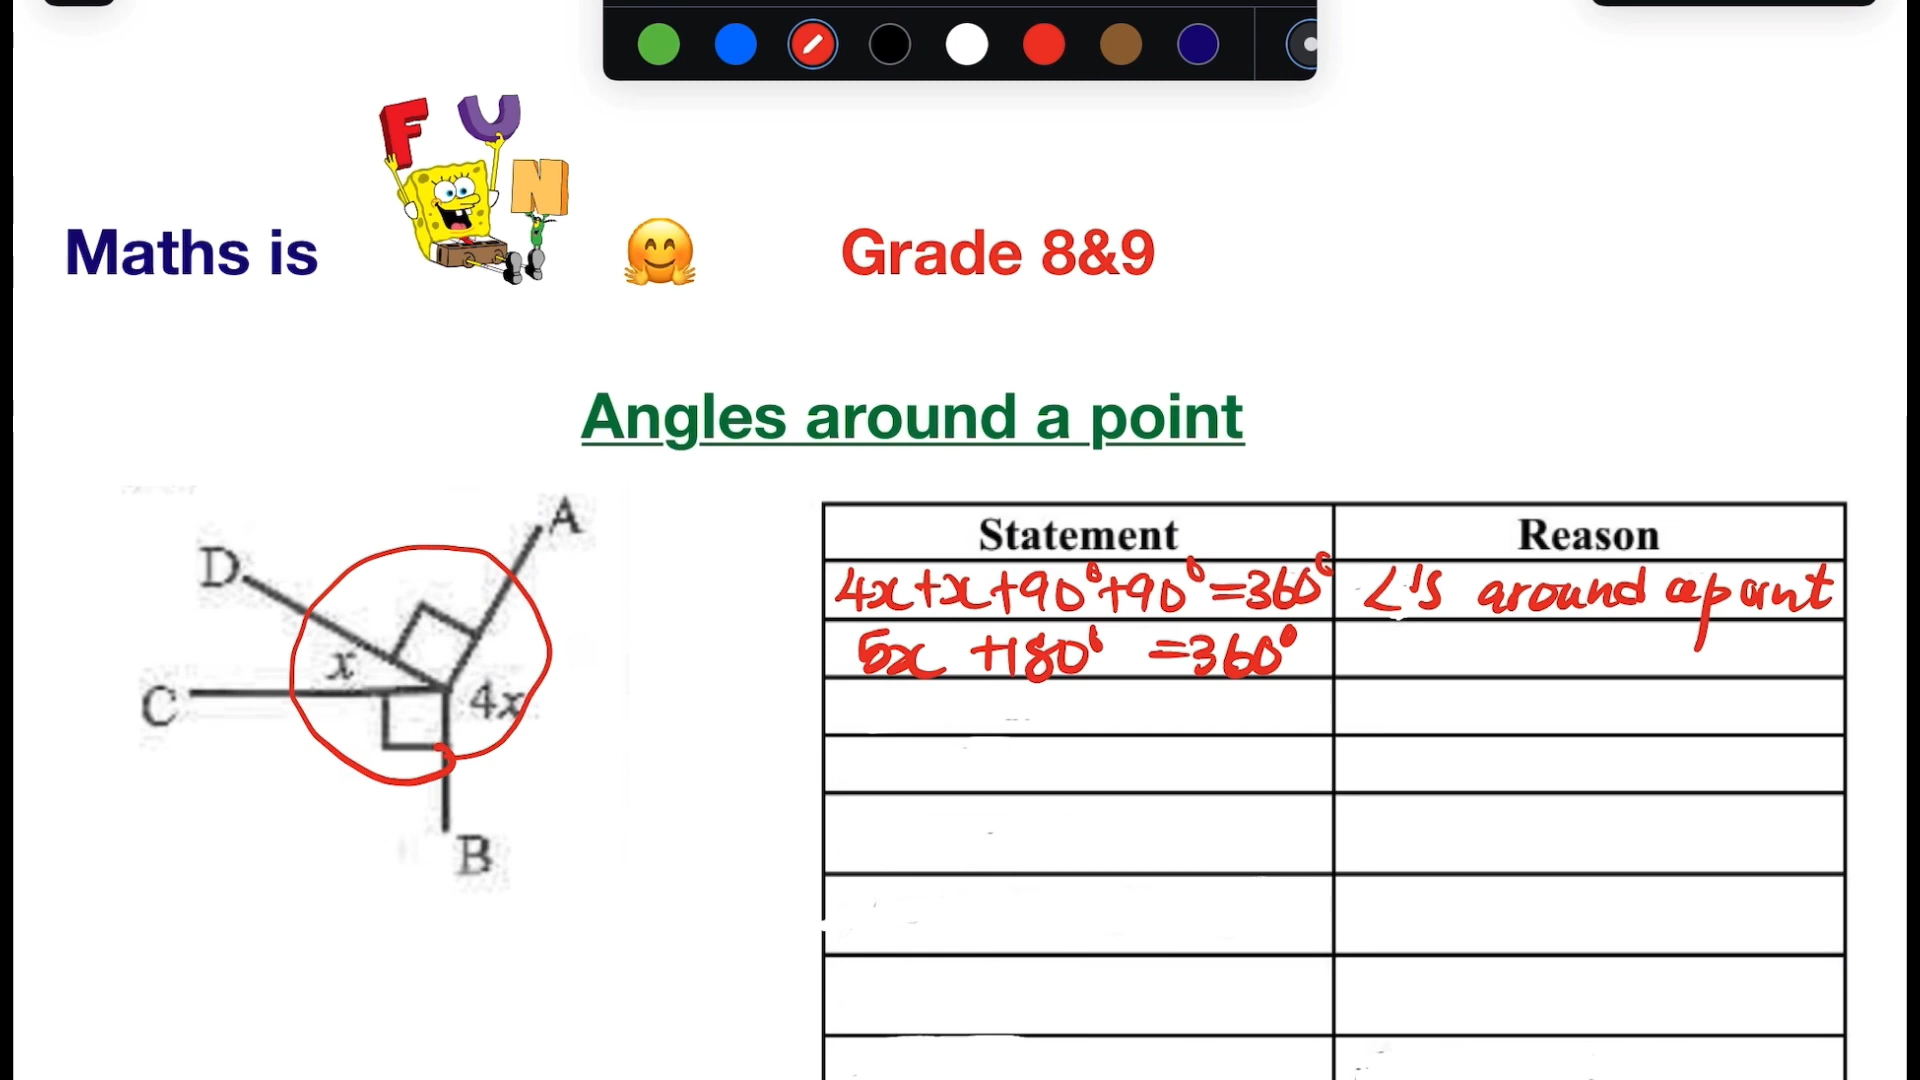 F U
N
Maths is
Grade 8&9
Angles around a point
A
D
x
C
4x
B
Statement Reason
4x+x+90°+90°=360° ∠'s around a point
5x +180° =360°